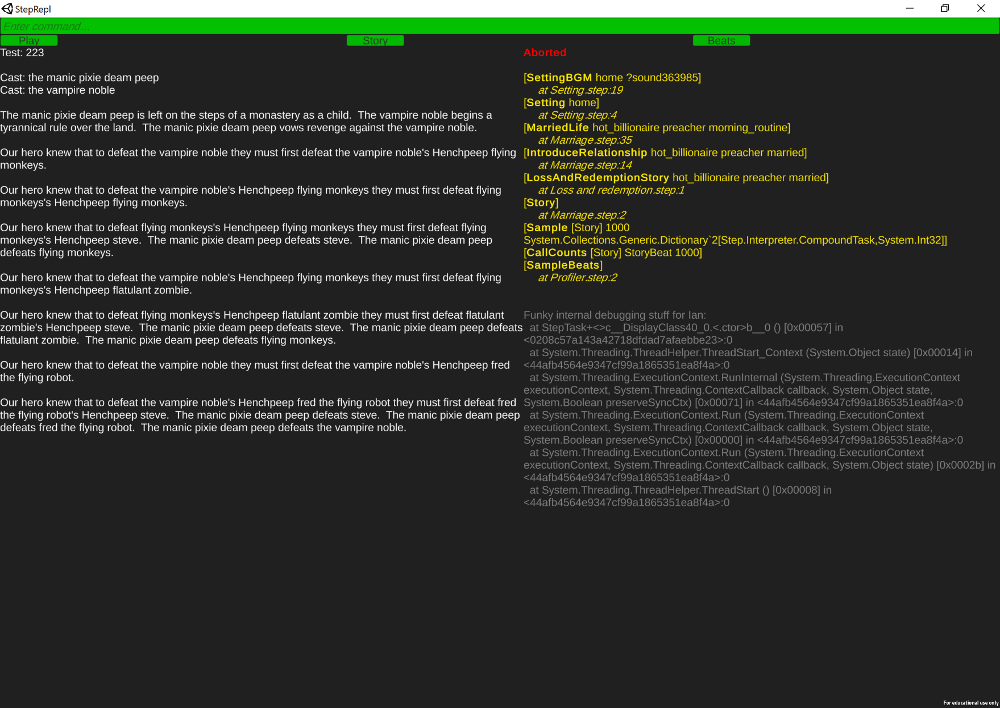 StepRepl
Enter command...
Play
Story
Beats
Test: 223
Cast: the manic pixie deam peep
Cast: the vampire noble
The manic pixie deam peep is left on the steps of a monastery as a child.  The vampire noble begins a
tyrannical rule over the land.  The manic pixie deam peep vows revenge against the vampire noble.
Our hero knew that to defeat the vampire noble they must first defeat the vampire noble's Henchpeep flying
monkeys.
Our hero knew that to defeat the vampire noble's Henchpeep flying monkeys they must first defeat flying
monkeys's Henchpeep flying monkeys.
Our hero knew that to defeat flying monkeys's Henchpeep flying monkeys they must first defeat flying
monkeys's Henchpeep steve.  The manic pixie deam peep defeats steve.  The manic pixie deam peep
defeats flying monkeys.
Our hero knew that to defeat the vampire noble's Henchpeep flying monkeys they must first defeat flying
monkeys's Henchpeep flatulant zombie.
Our hero knew that to defeat flying monkeys's Henchpeep flatulant zombie they must first defeat flatulant
zombie's Henchpeep steve.  The manic pixie deam peep defeats steve.  The manic pixie deam peep defeats
flatulant zombie.  The manic pixie deam peep defeats flying monkeys.
Our hero knew that to defeat the vampire noble they must first defeat the vampire noble's Henchpeep fred
the flying robot.
Our hero knew that to defeat the vampire noble's Henchpeep fred the flying robot they must first defeat fred
the flying robot's Henchpeep steve.  The manic pixie deam peep defeats steve.  The manic pixie deam peep
defeats fred the flying robot.  The manic pixie deam peep defeats the vampire noble.
Aborted
[SettingBGM home ?sound363985]
at Setting.step:19
[Setting home]
at Setting.step:4
[MarriedLife hot_billionaire preacher morning_routine]
at Marriage.step:35
[IntroduceRelationship hot_billionaire preacher married]
at Marriage.step:14
[LossAndRedemptionStory hot_billionaire preacher married]
at Loss and redemption.step:1
[Story]
at Marriage.step:2
[Sample [Story] 1000
System.Collections.Generic.Dictionary`2[Step.Interpreter.CompoundTask,System.Int32]]
[CallCounts [Story] StoryBeat 1000]
[SampleBeats]
at Profiler.step:2
Funky internal debugging stuff for Ian:
at StepTask+<>c__DisplayClass40_0.<.ctor>b__0 () [0x00057] in
<0208c57a143a42718dfdad7afaebbe23>:0
at System.Threading.ThreadHelper.ThreadStart_Context (System.Object state) [0x00014] in
<44afb4564e9347cf99a1865351ea8f4a>:0
at System.Threading.ExecutionContext.RunInternal (System.Threading.ExecutionContext
executionContext, System.Threading.ContextCallback callback, System.Object state,
System.Boolean preserveSyncCtx) [0x00071] in <44afb4564e9347cf99a1865351ea8f4a>:0
at System.Threading.ExecutionContext.Run (System.Threading.ExecutionContext
executionContext, System.Threading.ContextCallback callback, System.Object state,
System.Boolean preserveSyncCtx) [0x00000] in <44afb4564e9347cf99a1865351ea8f4a>:0
at System.Threading.ExecutionContext.Run (System.Threading.ExecutionContext
executionContext, System.Threading.ContextCallback callback, System.Object state) [0x0002b] in
<44afb4564e9347cf99a1865351ea8f4a>:0
at System.Threading.ThreadHelper.ThreadStart () [0x00008] in
<44afb4564e9347cf99a1865351ea8f4a>:0
For educational use only